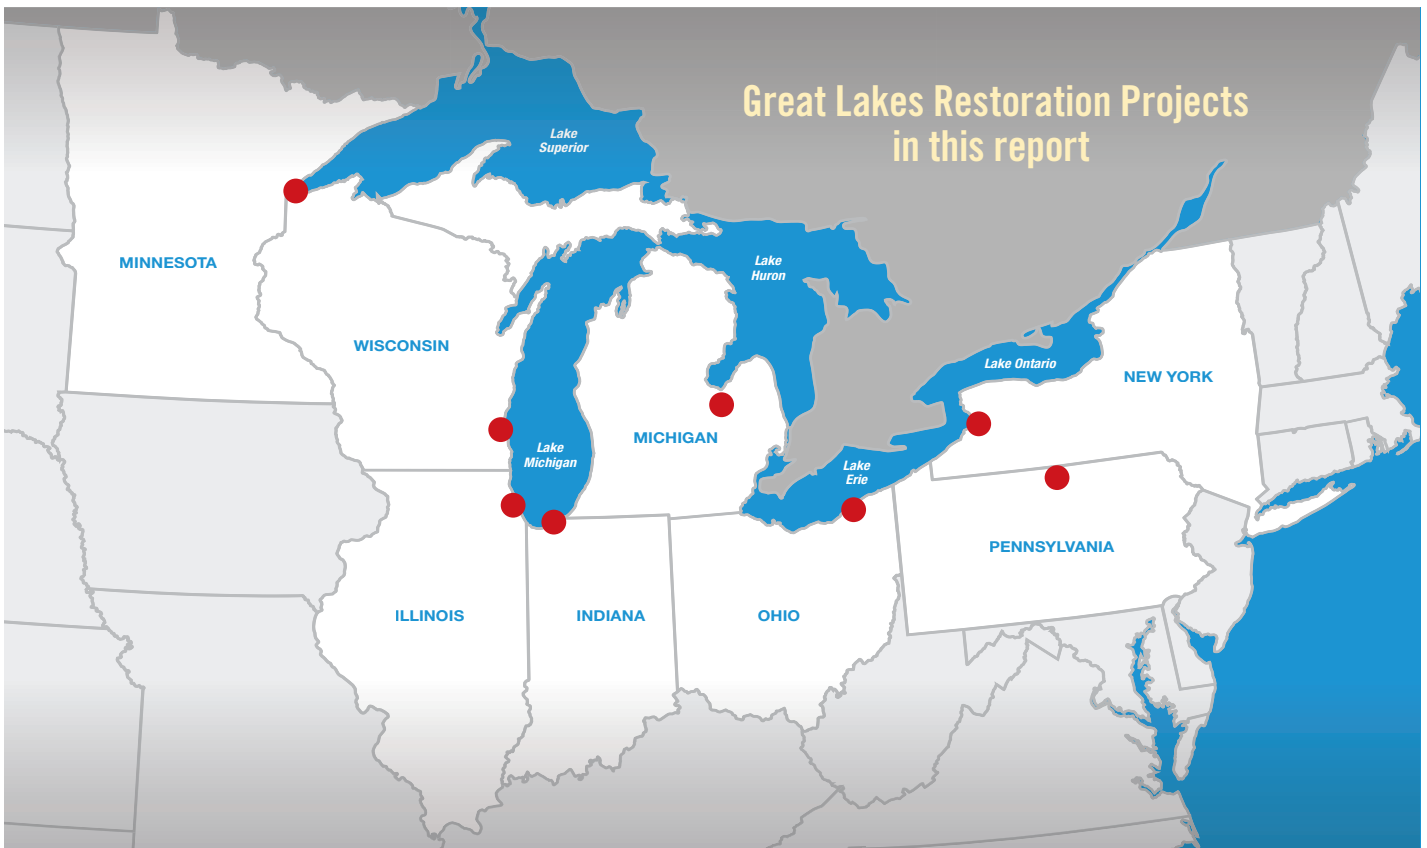 Great Lakes Restoration Projects
in this report
Lake
Superior
MINNESOTA
Lake
Huron
WISCONSIN
Lake Ontario
NEW YORK
MICHIGAN
Lake
Michigan
Lake
Erie
PENNSYLVANIA
ILLINOIS
INDIANA
OHIO